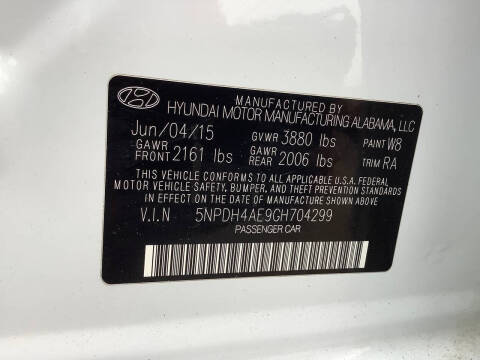 MANUFACTURED BY
HYUNDAI MOTOR MANUFACTURING ALABAMA, LLC
Jun/04/15 GVWR 3880 lbs PAINT W8
GAWR FRONT 2161 lbs GAWR REAR 2006 lbs TRIM RA
THIS VEHICLE CONFORMS TO ALL APPLICABLE U.S.A. FEDERAL
MOTOR VEHICLE SAFETY, BUMPER, AND THEFT PREVENTION STANDARDS
IN EFFECT ON THE DATE OF MANUFACTURE SHOWN ABOVE.
V.I.N 5NPDH4AE9GH704299
PASSENGER CAR